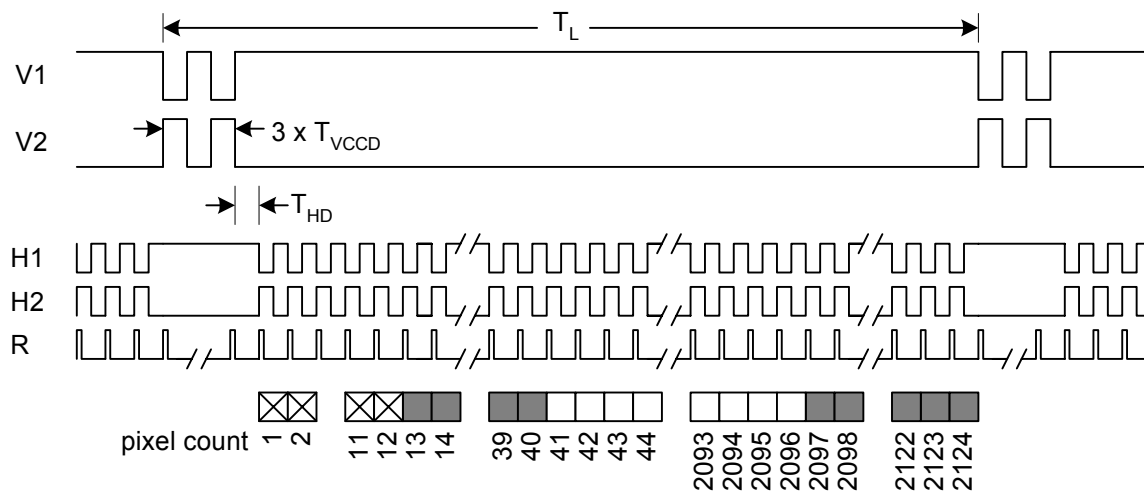 T_L
V1
V2
3 x T_VCCD
T_HD
H1
H2
R
pixel count
1 2 11 12 13 14 39 40 41 42 43 44 2093 2094 2095 2096 2097 2098 2122 2123 2124